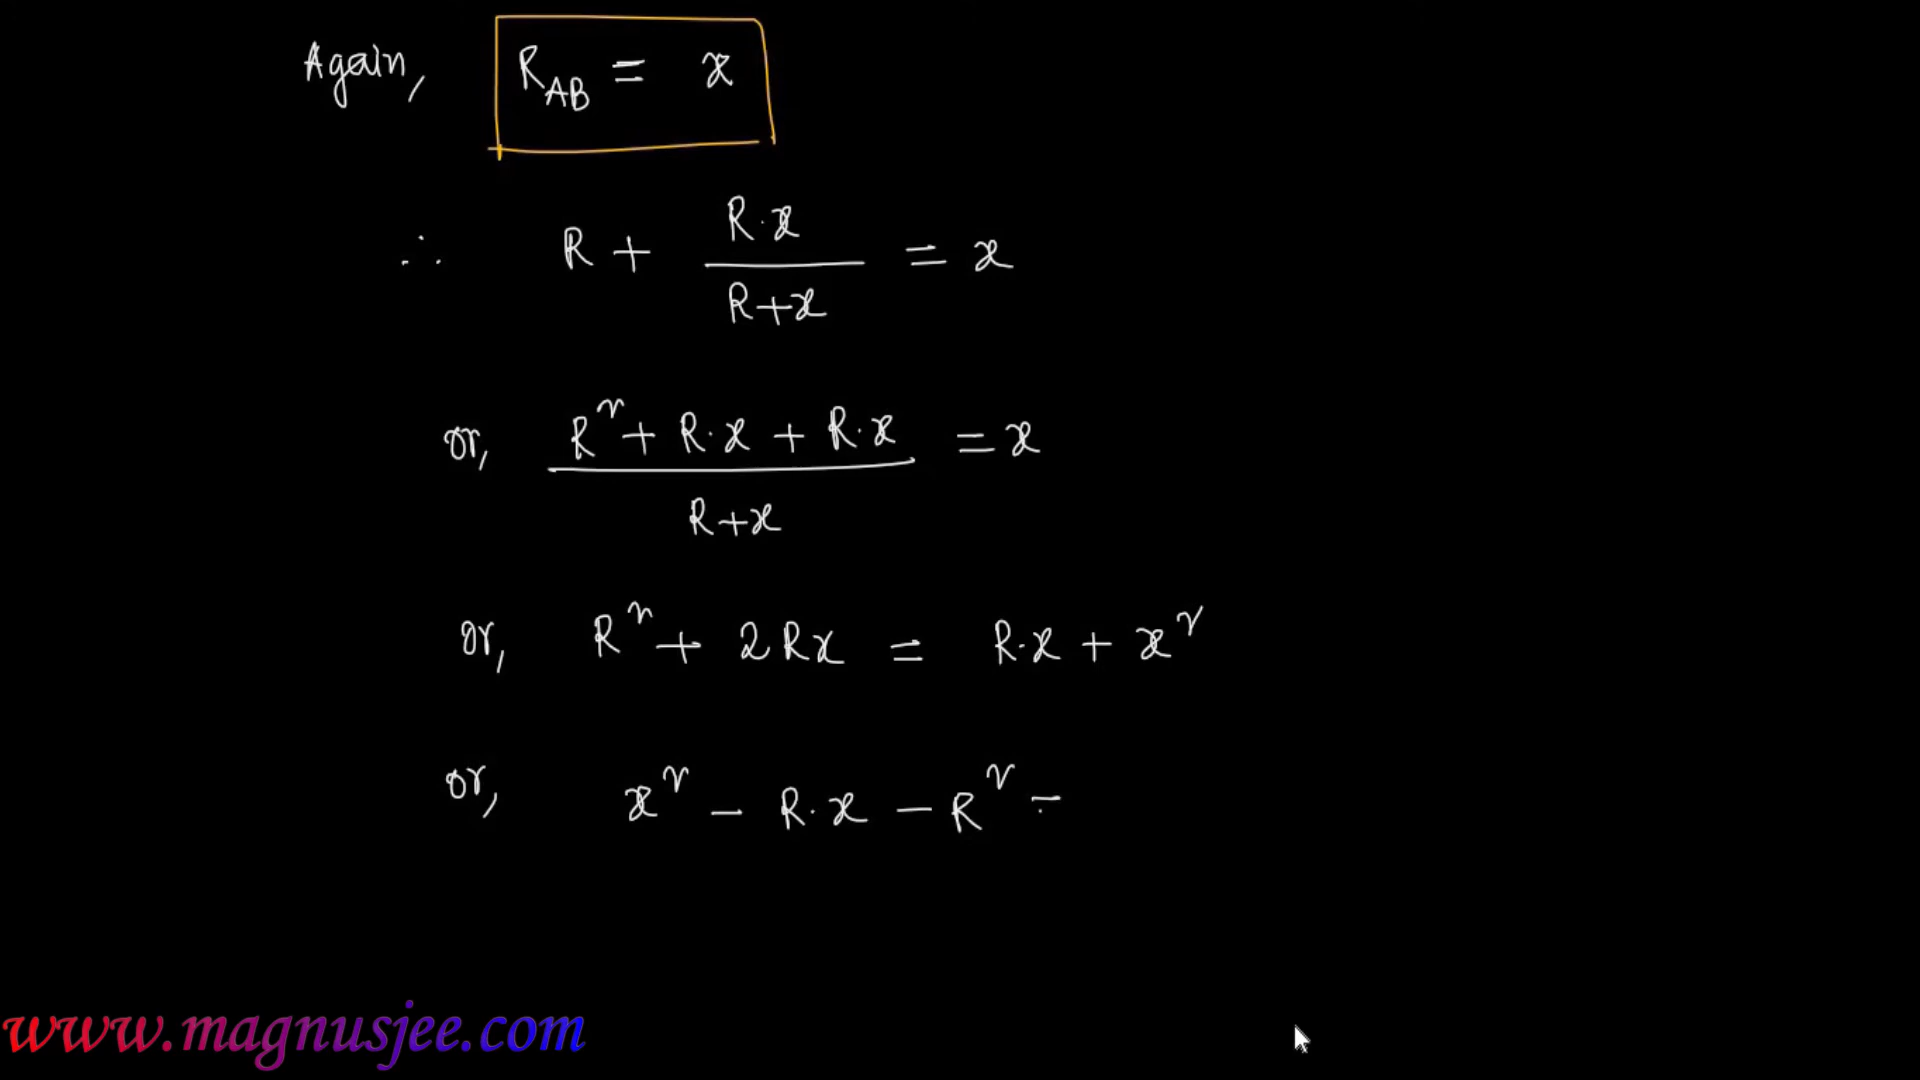 Again, R_AB = x
∴ R + R·x / R+x = x
or, R² + R·x + R·x / R+x = x
or, R² + 2Rx = R·x + x²
or, x² - R·x - R² =
www.magnusjee.com